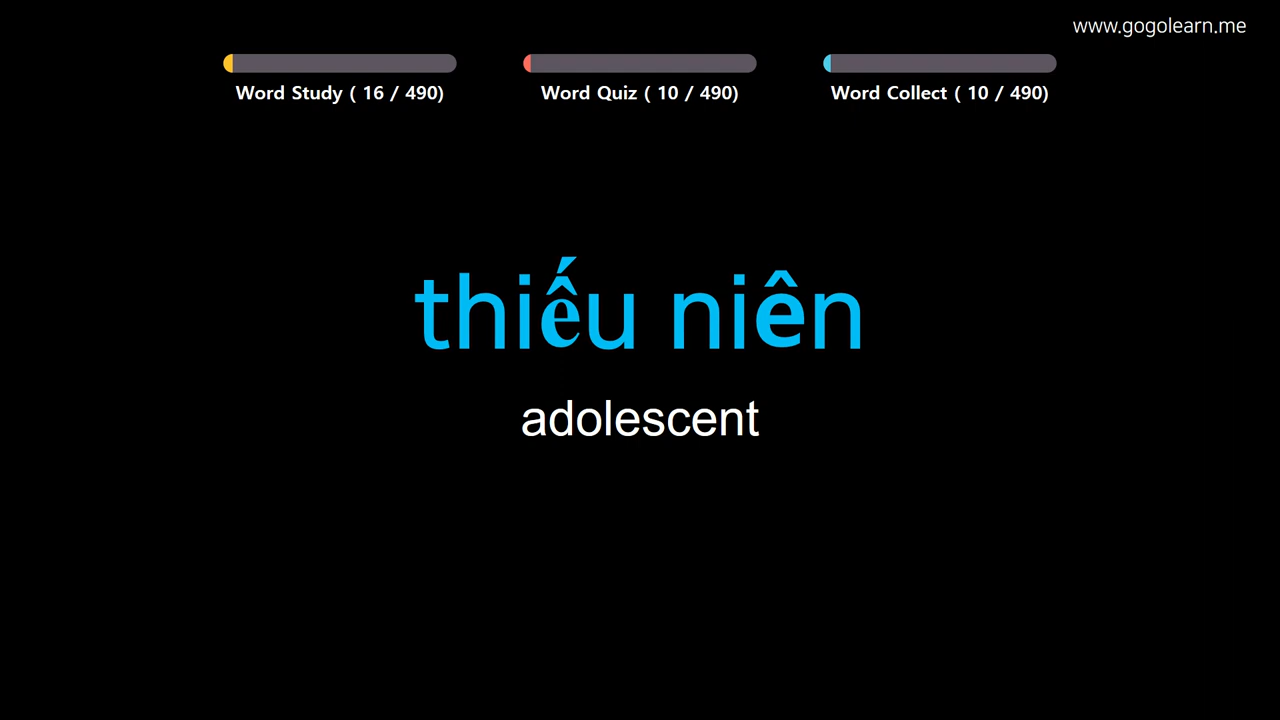 www.gogolearn.me
Word Study ( 16 / 490)
Word Quiz ( 10 / 490)
Word Collect ( 10 / 490)
thiếu niên
adolescent